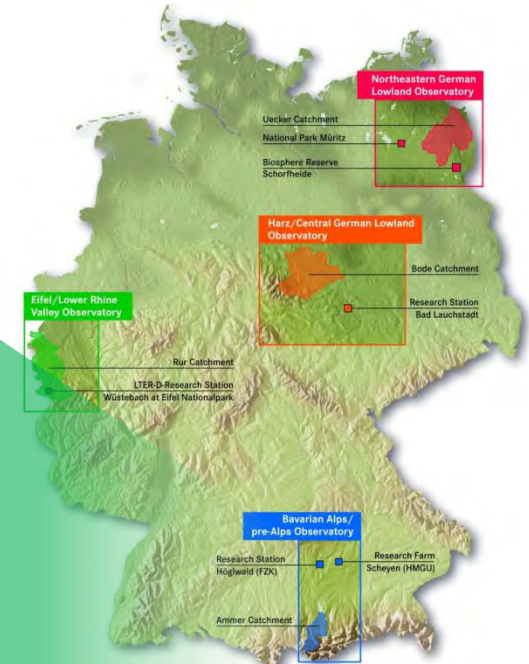 Northeastern German
Lowland Observatory
Uecker Catchment
National Park Müritz
Biosphere Reserve
Schorfheide
Harz/Central German Lowland
Observatory
Bode Catchment
Research Station
Bad Lauchstadt
Eifel/Lower Rhine
Valley Observatory
Rur Catchment
LTER-D-Research Station
Wüstebach at Eifel Nationalpark
Bavarian Alps/
pre-Alps Observatory
Research Station
Höglwald (FZK)
Research Farm
Scheyen (HMGU)
Ammer Catchment